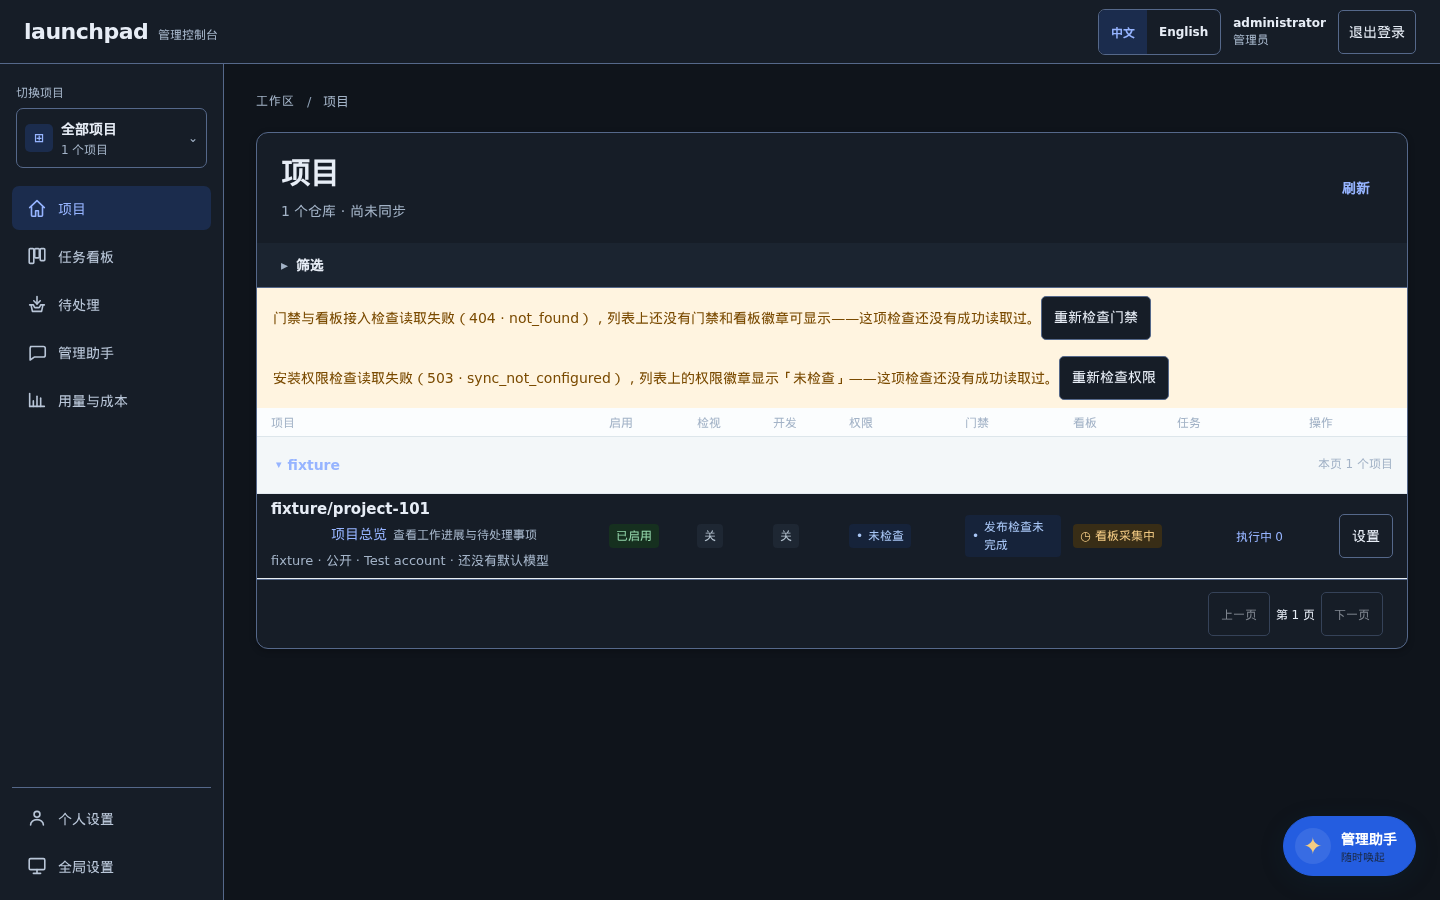 launchpad 管理控制台
中文 English
administrator
管理员
退出登录
切换项目
全部项目
1 个项目
项目
任务看板
待处理
管理助手
用量与成本
个人设置
全局设置
工作区 / 项目
项目
1 个仓库 · 尚未同步
刷新
筛选
门禁与看板接入检查读取失败（404 · not_found），列表上还没有门禁和看板徽章可显示——这项检查还没有成功读取过。 重新检查门禁
安装权限检查读取失败（503 · sync_not_configured），列表上的权限徽章显示「未检查」——这项检查还没有成功读取过。 重新检查权限
项目 启用 检视 开发 权限 门禁 看板 任务 操作
fixture 本页 1 个项目
fixture/project-101
项目总览 查看工作进展与待处理事项
fixture · 公开 · Test account · 还没有默认模型
已启用 关 关 • 未检查
• 发布检查未
完成
看板采集中 执行中 0 设置
上一页 第 1 页 下一页
管理助手
随时唤起